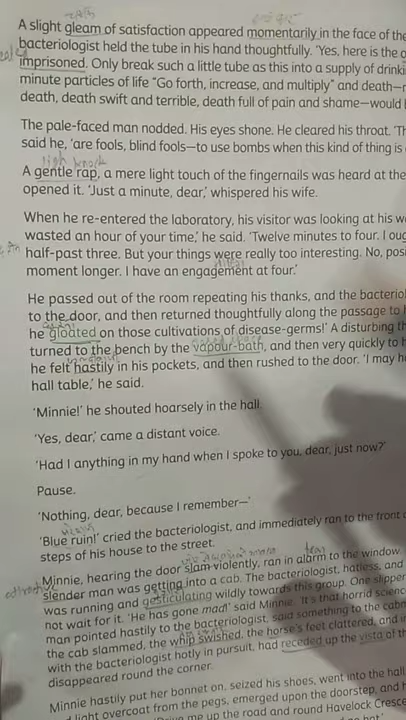 A slight gleam of satisfaction appeared momentarily in the face of the
bacteriologist held the tube in his hand thoughtfully. 'Yes, here is the
imprisoned. Only break such a little tube as this into a supply of drinki
minute particles of life "Go forth, increase, and multiply" and death—
death, death swift and terrible, death full of pain and shame—would
The pale-faced man nodded. His eyes shone. He cleared his throat. 'Th
said he, 'are fools, blind fools—to use bombs when this kind of thing is
ligh knock
A gentle rap, a mere light touch of the fingernails was heard at the
opened it. 'Just a minute, dear,' whispered his wife.
When he re-entered the laboratory, his visitor was looking at his w
wasted an hour of your time,' he said. 'Twelve minutes to four. I oug
half-past three. But your things were really too interesting. No, posi
moment longer. I have an engagement at four.'
He passed out of the room repeating his thanks, and the bacterio
to the door, and then returned thoughtfully along the passage to
he gloated on those cultivations of disease-germs!' A disturbing th
turned to the bench by the vapour-bath, and then very quickly to
he felt hastily in his pockets, and then rushed to the door. 'I may h
hall table,' he said.
'Minnie!' he shouted hoarsely in the hall.
'Yes, dear,' came a distant voice.
'Had I anything in my hand when I spoke to you, dear, just now?'
Pause.
'Nothing, dear, because I remember—'
'Blue ruin!' cried the bacteriologist, and immediately ran to the front
steps of his house to the street.
Minnie, hearing the door slam violently, ran in alarm to the window
slender man was getting into a cab. The bacteriologist, hatless, and
was running and gesticulating wildly towards this group. One slipper
not wait for it. 'He has gone mad!' said Minnie. 'It's that horrid scienc
man pointed hastily to the bacteriologist, said something to the cabm
the cab slammed, the whip swished, the horse's feet clattered, and in
with the bacteriologist hotly in pursuit, had receded up the vista of
disappeared round the corner.
Minnie hastily put her bonnet on, seized his shoes, went into the hall
light overcoat from the pegs, emerged upon the doorstep, and h
me up the road and round Havelock Cresce